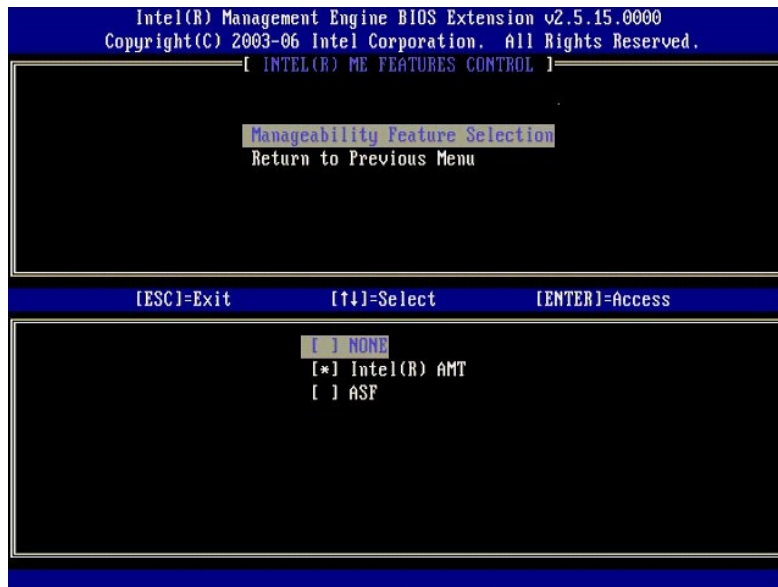 Intel(R) Management Engine BIOS Extension v2.5.15.0000
Copyright(C) 2003-06 Intel Corporation. All Rights Reserved.
[ INTEL(R) ME FEATURES CONTROL ]
Manageability Feature Selection
Return to Previous Menu
[ESC]=Exit [↑↓]=Select [ENTER]=Access
[ ] NONE
[*] Intel(R) AMT
[ ] ASF